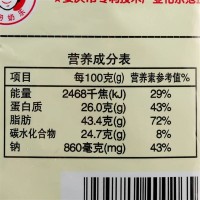 营养成分表
项目 每100克(g) 营养素参考值%
能量 2468千焦(kJ) 29%
蛋白质 26.0克(g) 43%
脂肪 43.4克(g) 72%
碳水化合物 24.7克(g) 8%
钠 860毫克(mg) 43%